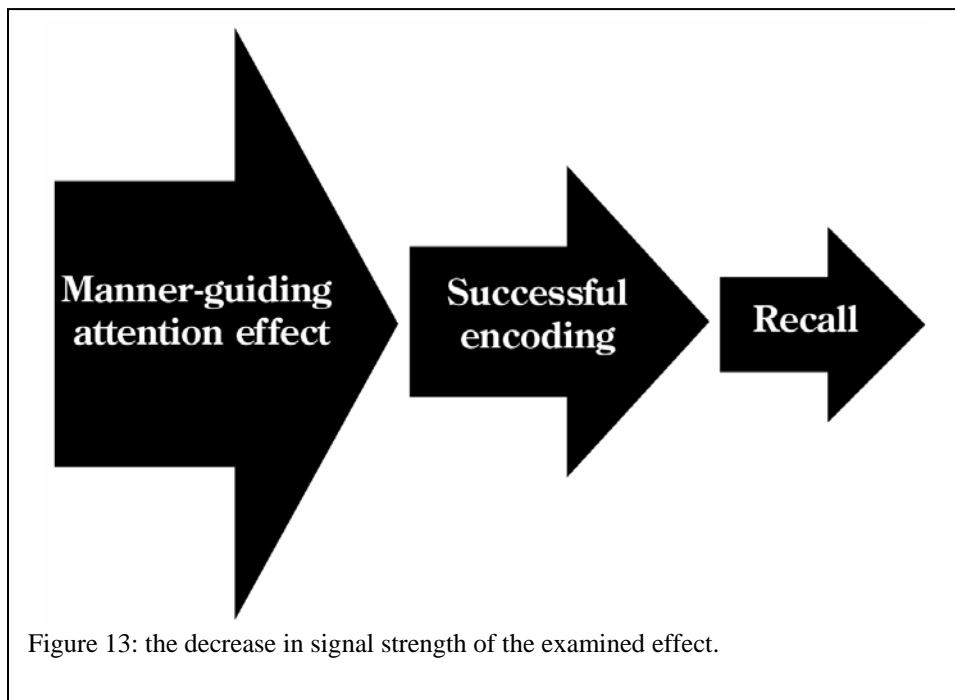 Manner-guiding
attention effect
Successful
encoding
Recall
Figure 13: the decrease in signal strength of the examined effect.